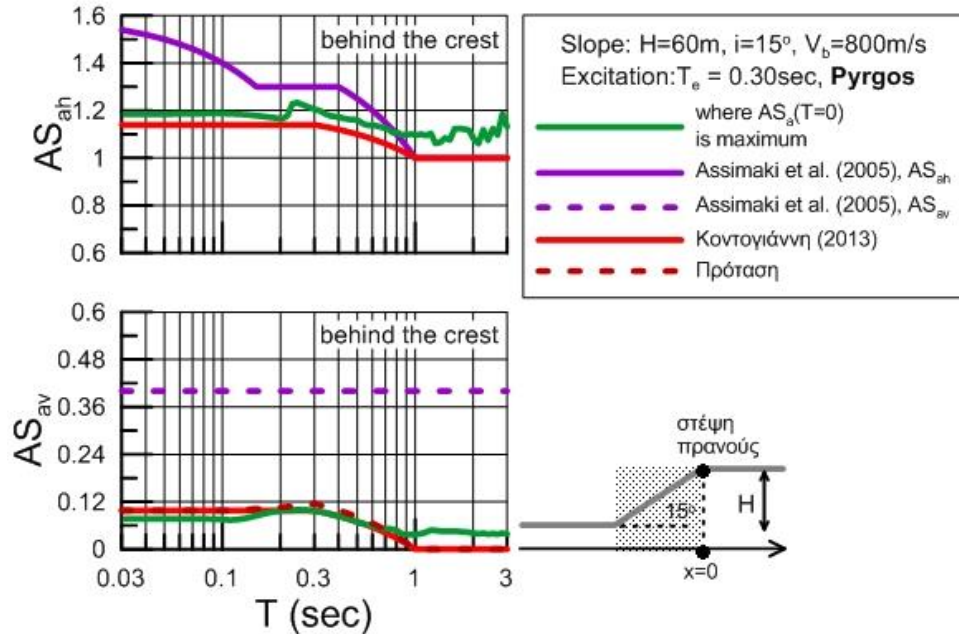 1.6
1.4
1.2
1
0.8
0.6
AS_ah
behind the crest
Slope: H=60m, i=15°, V_b=800m/s
Excitation:T_e = 0.30sec, Pyrgos
where AS_a(T=0)
is maximum
Assimaki et al. (2005), AS_ah
Assimaki et al. (2005), AS_av
Κοντογιάννη (2013)
Πρόταση
0.6
0.48
0.36
0.24
0.12
0
AS_av
behind the crest
0.03
0.1
0.3
1
3
T (sec)
στέψη
πρανούς
15°
H
x=0